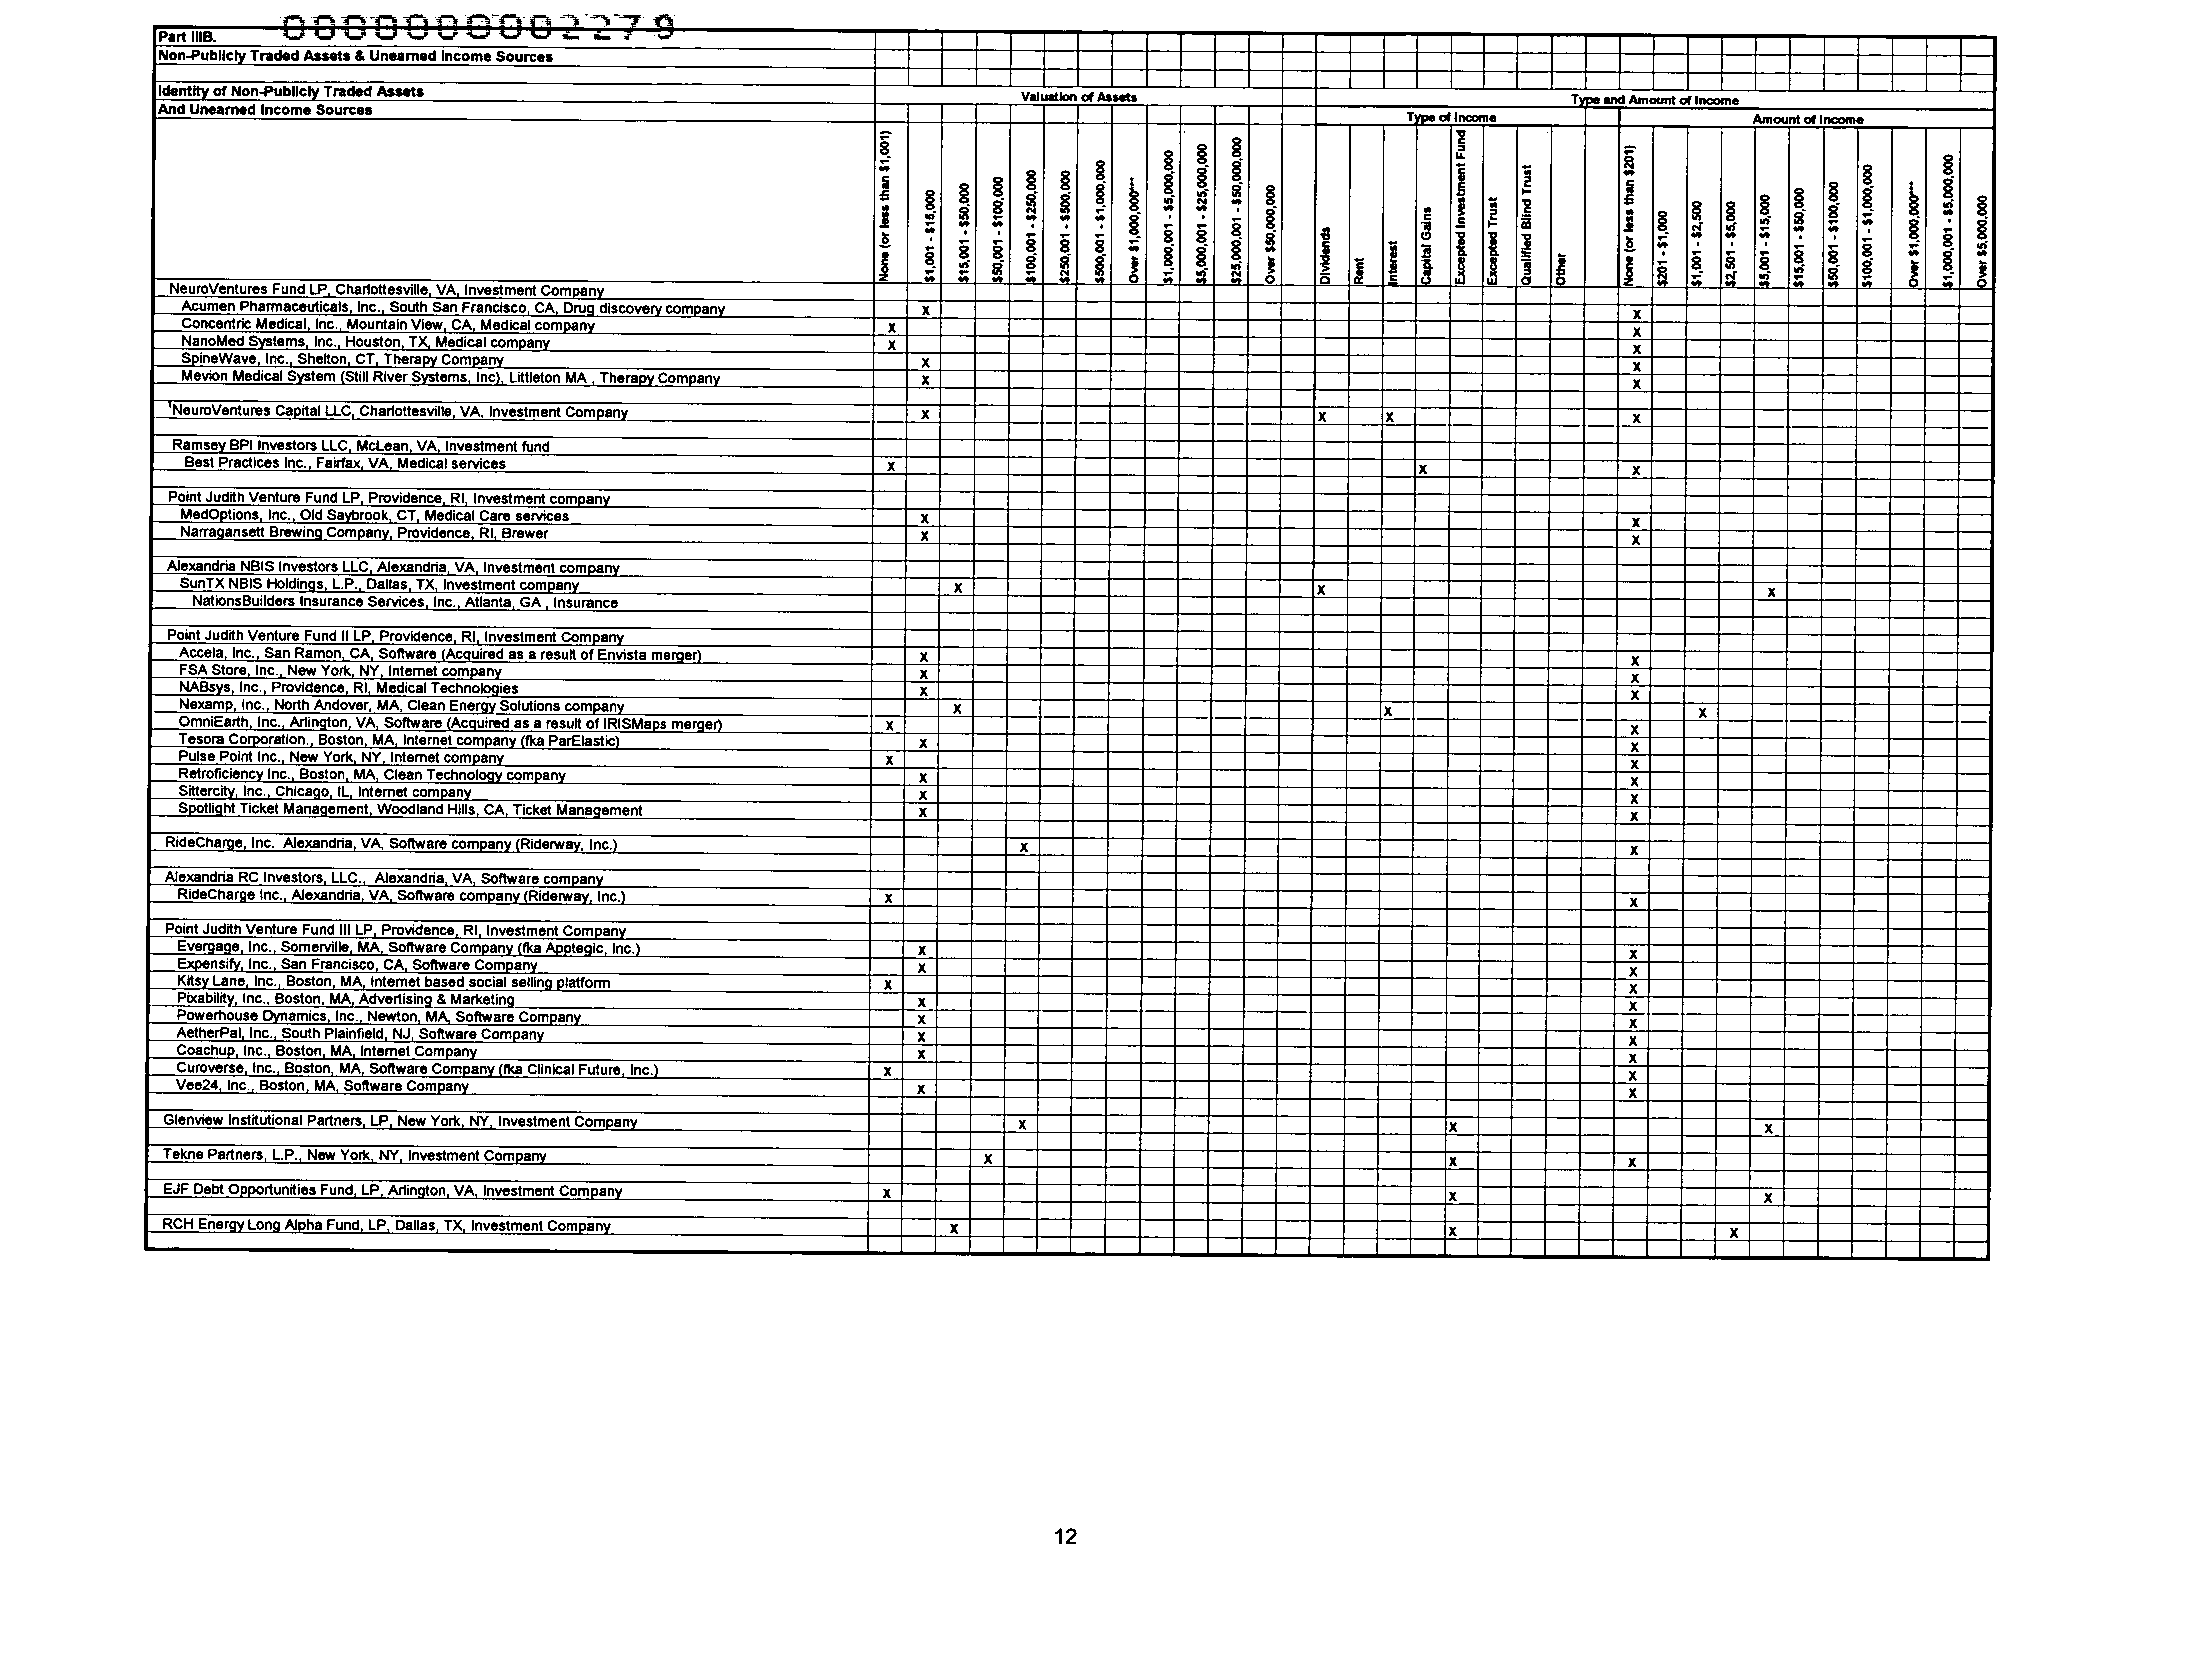 0000000002279
Part IIIB.
Non-Publicly Traded Assets & Unearned Income Sources
Identity of Non-Publicly Traded Assets
And Unearned Income Sources
Valuation of Assets
Type and Amount of Income
Type of Income
Amount of Income
None (or less than $1,001)
$1,001 - $15,000
$15,001 - $50,000
$50,001 - $100,000
$100,001 - $250,000
$250,001 - $500,000
$500,001 - $1,000,000
Over $1,000,000***
$1,000,001 - $5,000,000
$5,000,001 - $25,000,000
$25,000,001 - $50,000,000
Over $50,000,000
Dividends
Rent
Interest
Capital Gains
Excepted Investment Fund
Excepted Trust
Qualified Blind Trust
Other
None (or less than $201)
$201 - $1,000
$1,001 - $2,500
$2,501 - $5,000
$5,001 - $15,000
$15,001 - $50,000
$50,001 - $100,000
$100,001 - $1,000,000
Over $1,000,000***
$1,000,001 - $5,000,000
Over $5,000,000
NeuroVentures Fund LP, Charlottesville, VA, Investment Company
Acumen Pharmaceuticals, Inc., South San Francisco, CA, Drug discovery company X X
Concentric Medical, Inc., Mountain View, CA, Medical company X X
NanoMed Systems, Inc., Houston, TX, Medical company X X
SpineWave, Inc., Shelton, CT, Therapy Company X X
Mevion Medical System (Still River Systems, Inc), Littleton MA , Therapy Company X X
¹NeuroVentures Capital LLC, Charlottesville, VA, Investment Company X X X X
Ramsey BPI Investors LLC, McLean, VA, Investment fund
Best Practices Inc., Fairfax, VA, Medical services X X X
Point Judith Venture Fund LP, Providence, RI, Investment company
MedOptions, Inc., Old Saybrook, CT, Medical Care services X X
Narragansett Brewing Company, Providence, RI, Brewer X X
Alexandria NBIS Investors LLC, Alexandria, VA, Investment company
SunTX NBIS Holdings, L.P., Dallas, TX, Investment company X X X
NationsBuilders Insurance Services, Inc., Atlanta, GA , Insurance
Point Judith Venture Fund II LP, Providence, RI, Investment Company
Accela, Inc., San Ramon, CA, Software (Acquired as a result of Envista merger) X X
FSA Store, Inc., New York, NY, Internet company X X
NABsys, Inc., Providence, RI, Medical Technologies X X
Nexamp, Inc., North Andover, MA, Clean Energy Solutions company X X X
OmniEarth, Inc., Arlington, VA, Software (Acquired as a result of IRISMaps merger) X X
Tesora Corporation., Boston, MA, Internet company (fka ParElastic) X X
Pulse Point Inc., New York, NY, Internet company X X
Retroficiency Inc., Boston, MA, Clean Technology company X X
Sittercity, Inc., Chicago, IL, Internet company X X
Spotlight Ticket Management, Woodland Hills, CA, Ticket Management X X
RideCharge, Inc. Alexandria, VA, Software company (Riderway, Inc.) X X
Alexandria RC Investors, LLC., Alexandria, VA, Software company
RideCharge Inc., Alexandria, VA, Software company (Riderway, Inc.) X X
Point Judith Venture Fund III LP, Providence, RI, Investment Company
Evergage, Inc., Somerville, MA, Software Company (fka Apptegic, Inc.) X X
Expensify, Inc., San Francisco, CA, Software Company X X
Kitsy Lane, Inc., Boston, MA, Internet based social selling platform X X
Pixability, Inc., Boston, MA, Advertising & Marketing X X
Powerhouse Dynamics, Inc., Newton, MA, Software Company X X
AetherPal, Inc., South Plainfield, NJ, Software Company X X
Coachup, Inc., Boston, MA, Internet Company X X
Curoverse, Inc., Boston, MA, Software Company (fka Clinical Future, Inc.) X X
Vee24, Inc., Boston, MA, Software Company X X
Glenview Institutional Partners, LP, New York, NY, Investment Company X X X
Tekne Partners, L.P., New York, NY, Investment Company X X X
EJF Debt Opportunities Fund, LP, Arlington, VA, Investment Company X X X
RCH Energy Long Alpha Fund, LP, Dallas, TX, Investment Company X X X
12